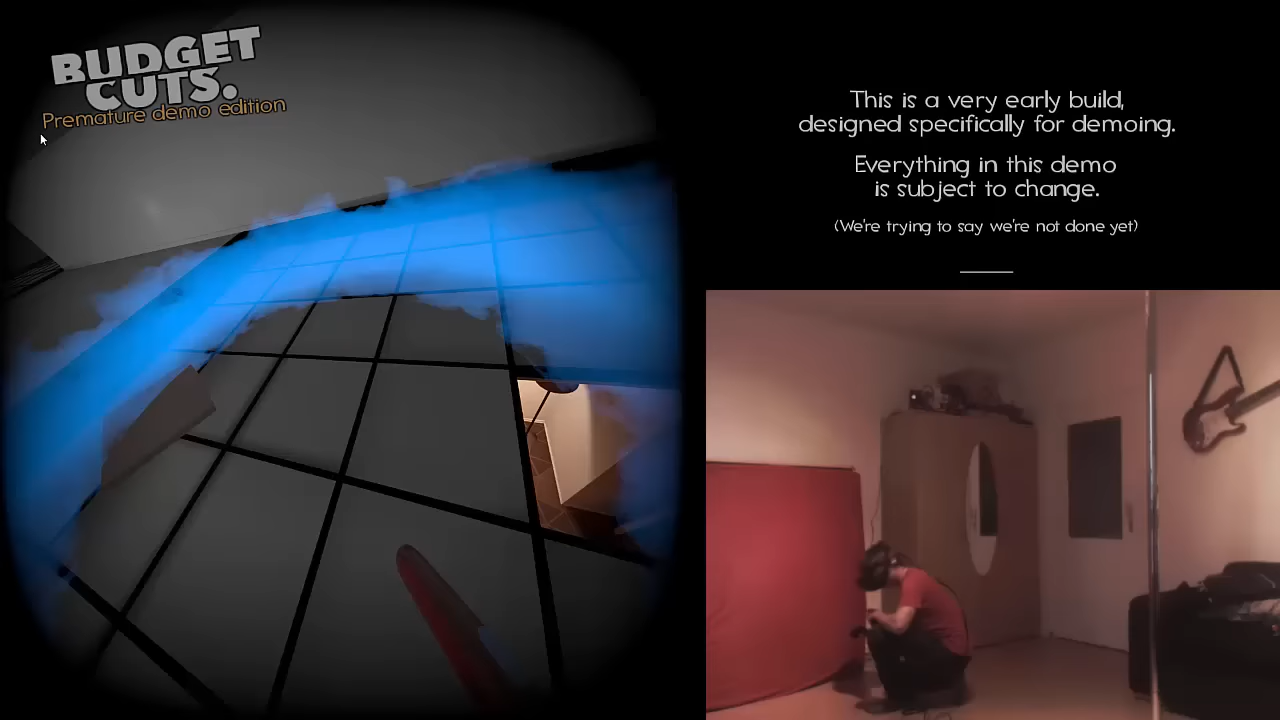 BUDGET
CUTS.
Premature demo edition
This is a very early build,
designed specifically for demoing.
Everything in this demo
is subject to change.
(We're trying to say we're not done yet)